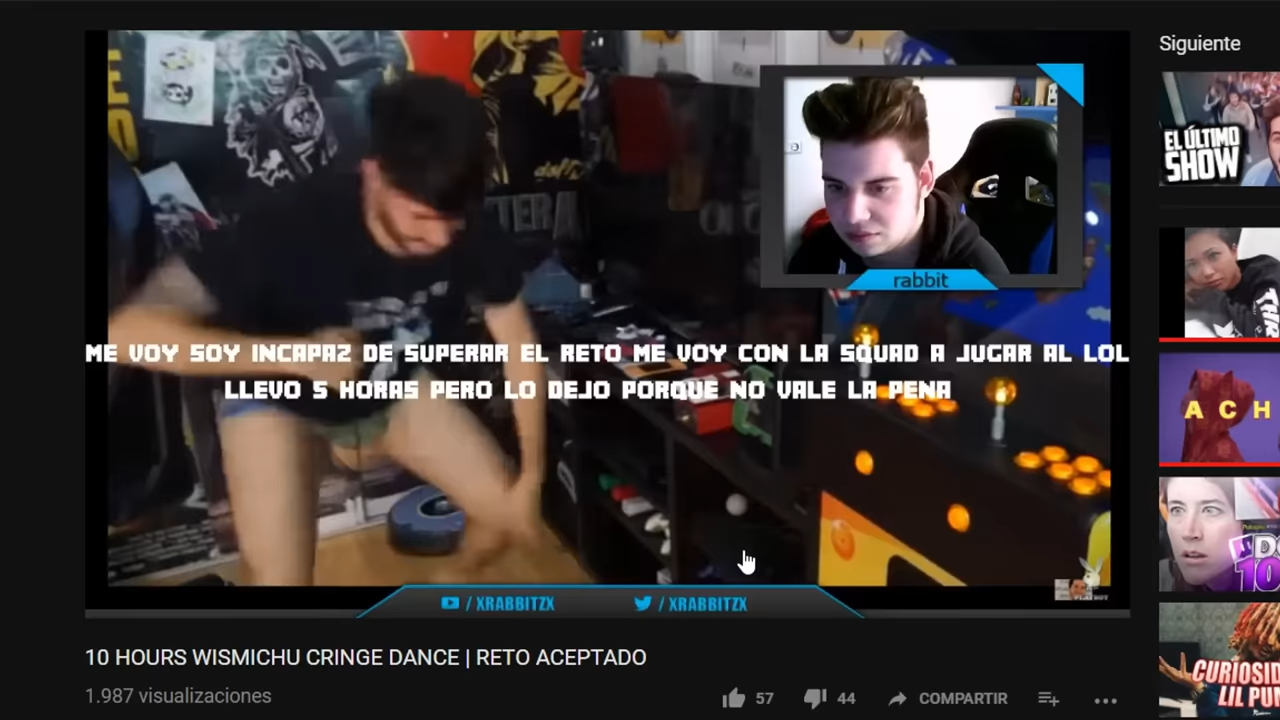 Siguiente
EL ÚLTIMO
SHOW
rabbit
ME VOY SOY INCAPAZ DE SUPERAR EL RETO ME VOY CON LA SQUAD A JUGAR AL LOL
LLEVO 5 HORAS PERO LO DEJO PORQUE NO VALE LA PENA
A C H
/ XRABBITZX
/ XRABBITZX
10 HOURS WISMICHU CRINGE DANCE | RETO ACEPTADO
1.987 visualizaciones
57
44
COMPARTIR
CURIOSID
LIL PU